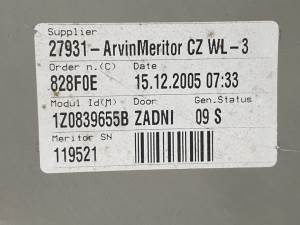 Supplier
27931-ArvinMeritor CZ WL-3
Order n.(C) Date
828F0E 15.12.2005 07:33
Modul Id(M) Door Gen.Status
1Z0839655B ZADNI 09 S
Meritor SN
119521